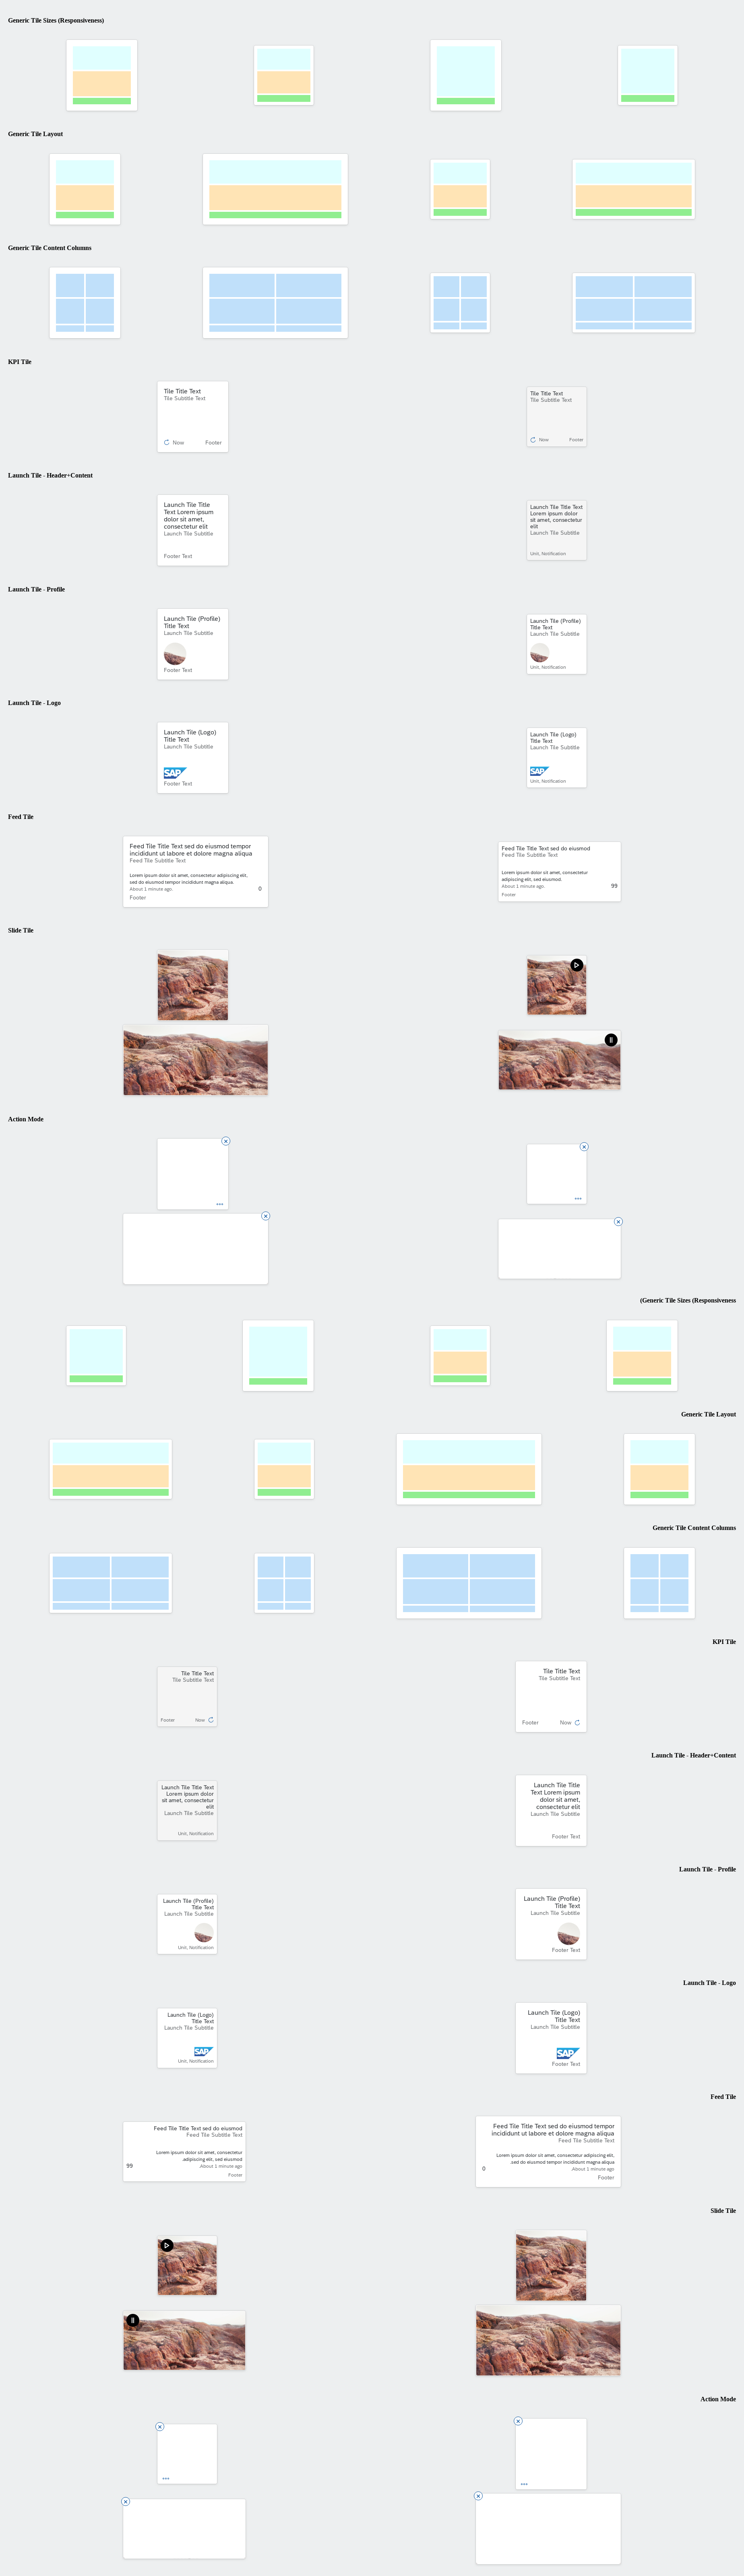 Generic Tile Sizes (Responsiveness)
Generic Tile Layout
Generic Tile Content Columns
KPI Tile
Tile Title Text
Tile Subtitle Text
Now Footer
Tile Title Text
Tile Subtitle Text
Now Footer
Launch Tile - Header+Content
Launch Tile Title
Text Lorem ipsum
dolor sit amet,
consectetur elit
Launch Tile Subtitle
Footer Text
Launch Tile Title Text
Lorem ipsum dolor
sit amet, consectetur
elit
Launch Tile Subtitle
Unit, Notification
Launch Tile - Profile
Launch Tile (Profile)
Title Text
Launch Tile Subtitle
Footer Text
Launch Tile (Profile)
Title Text
Launch Tile Subtitle
Unit, Notification
Launch Tile - Logo
Launch Tile (Logo)
Title Text
Launch Tile Subtitle
SAP
Footer Text
Launch Tile (Logo)
Title Text
Launch Tile Subtitle
SAP
Unit, Notification
Feed Tile
Feed Tile Title Text sed do eiusmod tempor
incididunt ut labore et dolore magna aliqua
Feed Tile Subtitle Text
Lorem ipsum dolor sit amet, consectetur adipiscing elit,
sed do eiusmod tempor incididunt magna aliqua.
About 1 minute ago. 0
Footer
Feed Tile Title Text sed do eiusmod
Feed Tile Subtitle Text
Lorem ipsum dolor sit amet, consectetur
adipiscing elit, sed eiusmod.
About 1 minute ago. 99
Footer
Slide Tile
Action Mode
(Generic Tile Sizes (Responsiveness
Generic Tile Layout
Generic Tile Content Columns
KPI Tile
Tile Title Text
Tile Subtitle Text
Footer Now
Tile Title Text
Tile Subtitle Text
Footer Now
Launch Tile - Header+Content
Launch Tile Title Text
Lorem ipsum dolor
sit amet, consectetur
elit
Launch Tile Subtitle
Unit, Notification
Launch Tile Title
Text Lorem ipsum
dolor sit amet,
consectetur elit
Launch Tile Subtitle
Footer Text
Launch Tile - Profile
Launch Tile (Profile)
Title Text
Launch Tile Subtitle
Unit, Notification
Launch Tile (Profile)
Title Text
Launch Tile Subtitle
Footer Text
Launch Tile - Logo
Launch Tile (Logo)
Title Text
Launch Tile Subtitle
SAP
Unit, Notification
Launch Tile (Logo)
Title Text
Launch Tile Subtitle
SAP
Footer Text
Feed Tile
Feed Tile Title Text sed do eiusmod
Feed Tile Subtitle Text
Lorem ipsum dolor sit amet, consectetur
.adipiscing elit, sed eiusmod
99 .About 1 minute ago
Footer
Feed Tile Title Text sed do eiusmod tempor
incididunt ut labore et dolore magna aliqua
Feed Tile Subtitle Text
Lorem ipsum dolor sit amet, consectetur adipiscing elit,
.sed do eiusmod tempor incididunt magna aliqua
0 .About 1 minute ago
Footer
Slide Tile
Action Mode